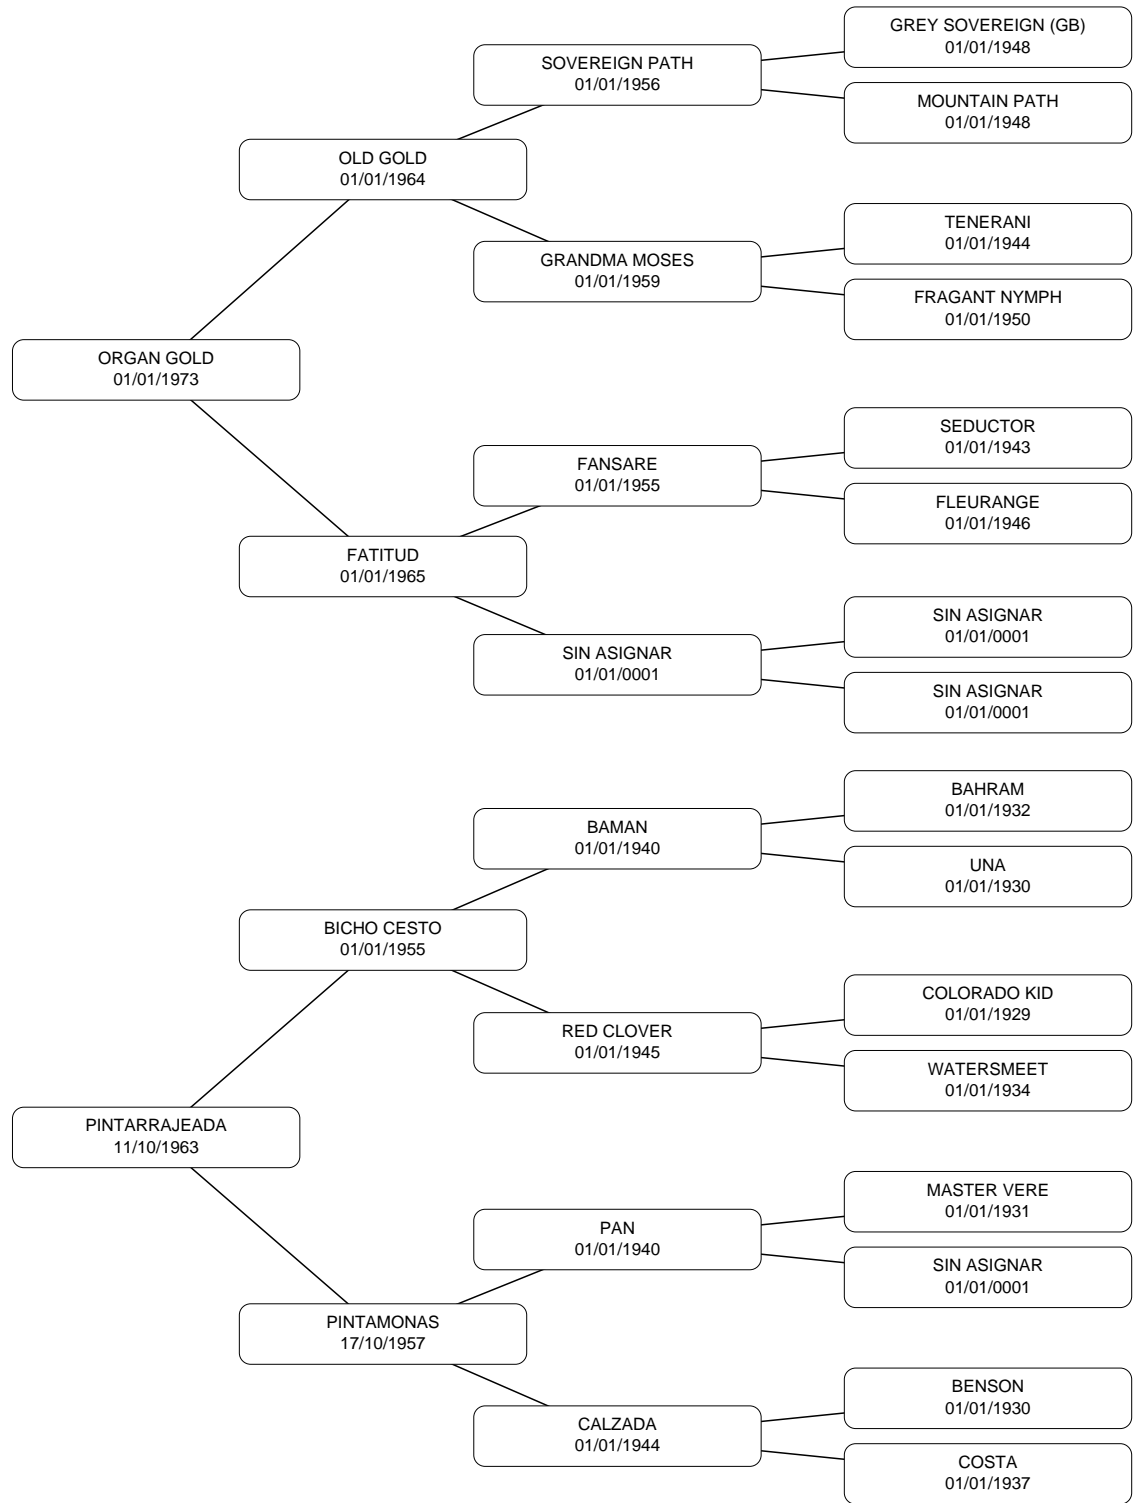 GREY SOVEREIGN (GB)
01/01/1948
SOVEREIGN PATH
01/01/1956
MOUNTAIN PATH
01/01/1948
OLD GOLD
01/01/1964
TENERANI
01/01/1944
GRANDMA MOSES
01/01/1959
FRAGANT NYMPH
01/01/1950
ORGAN GOLD
01/01/1973
SEDUCTOR
01/01/1943
FANSARE
01/01/1955
FLEURANGE
01/01/1946
FATITUD
01/01/1965
SIN ASIGNAR
01/01/0001
SIN ASIGNAR
01/01/0001
SIN ASIGNAR
01/01/0001
BAHRAM
01/01/1932
BAMAN
01/01/1940
UNA
01/01/1930
BICHO CESTO
01/01/1955
COLORADO KID
01/01/1929
RED CLOVER
01/01/1945
WATERSMEET
01/01/1934
PINTARRAJEADA
11/10/1963
MASTER VERE
01/01/1931
PAN
01/01/1940
SIN ASIGNAR
01/01/0001
PINTAMONAS
17/10/1957
BENSON
01/01/1930
CALZADA
01/01/1944
COSTA
01/01/1937